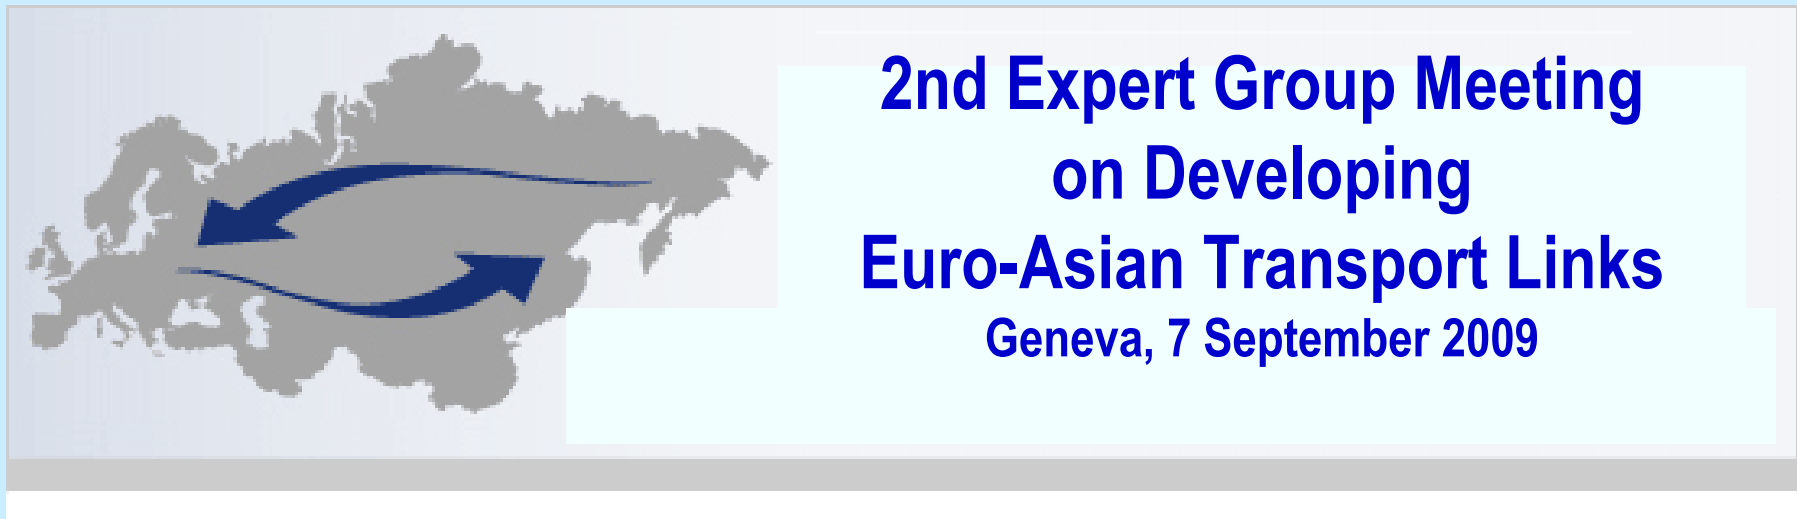 2nd Expert Group Meeting
on Developing
Euro-Asian Transport Links
Geneva, 7 September 2009